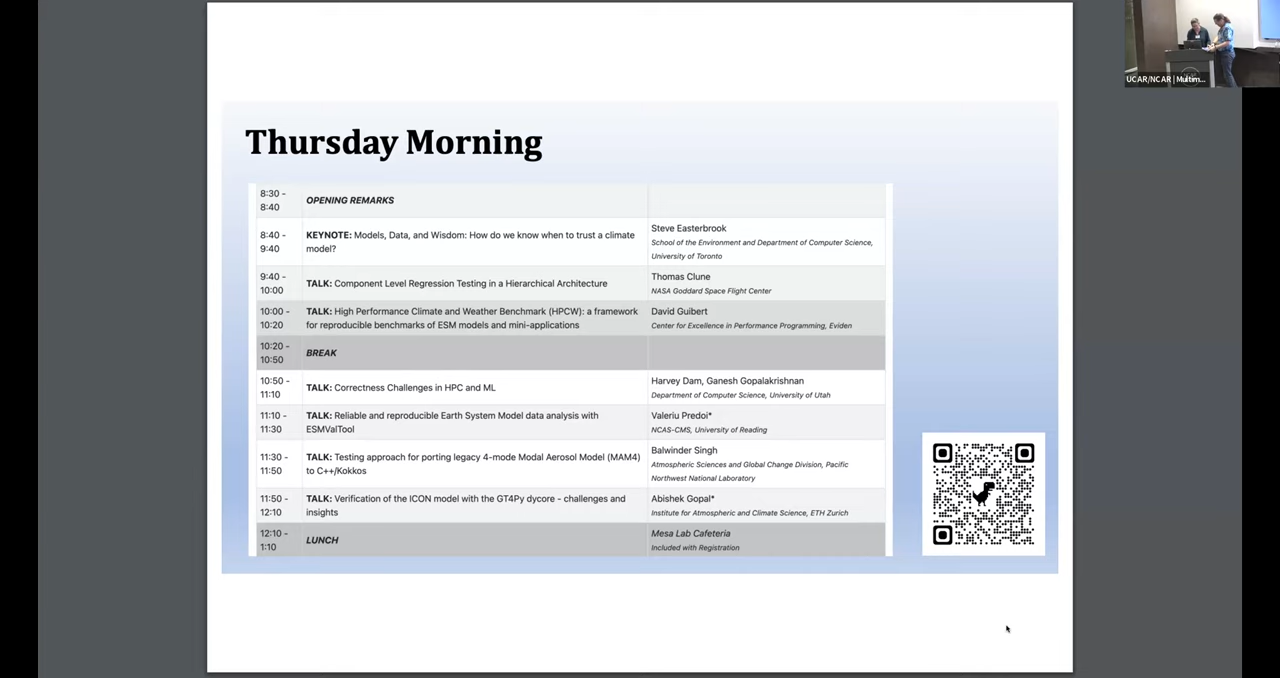 UCAR/NCAR | Multim...
Thursday Morning
8:30 -
8:40
OPENING REMARKS
8:40 -
9:40
KEYNOTE: Models, Data, and Wisdom: How do we know when to trust a climate
model?
Steve Easterbrook
School of the Environment and Department of Computer Science,
University of Toronto
9:40 -
10:00
TALK: Component Level Regression Testing in a Hierarchical Architecture
Thomas Clune
NASA Goddard Space Flight Center
10:00 -
10:20
TALK: High Performance Climate and Weather Benchmark (HPCW): a framework
for reproducible benchmarks of ESM models and mini-applications
David Guibert
Center for Excellence in Performance Programming, Eviden
10:20 -
10:50
BREAK
10:50 -
11:10
TALK: Correctness Challenges in HPC and ML
Harvey Dam, Ganesh Gopalakrishnan
Department of Computer Science, University of Utah
11:10 -
11:30
TALK: Reliable and reproducible Earth System Model data analysis with
ESMValTool
Valeriu Predoi*
NCAS-CMS, University of Reading
11:30 -
11:50
TALK: Testing approach for porting legacy 4-mode Modal Aerosol Model (MAM4)
to C++/Kokkos
Balwinder Singh
Atmospheric Sciences and Global Change Division, Pacific
Northwest National Laboratory
11:50 -
12:10
TALK: Verification of the ICON model with the GT4Py dycore - challenges and
insights
Abishek Gopal*
Institute for Atmospheric and Climate Science, ETH Zurich
12:10 -
1:10
LUNCH
Mesa Lab Cafeteria
Included with Registration